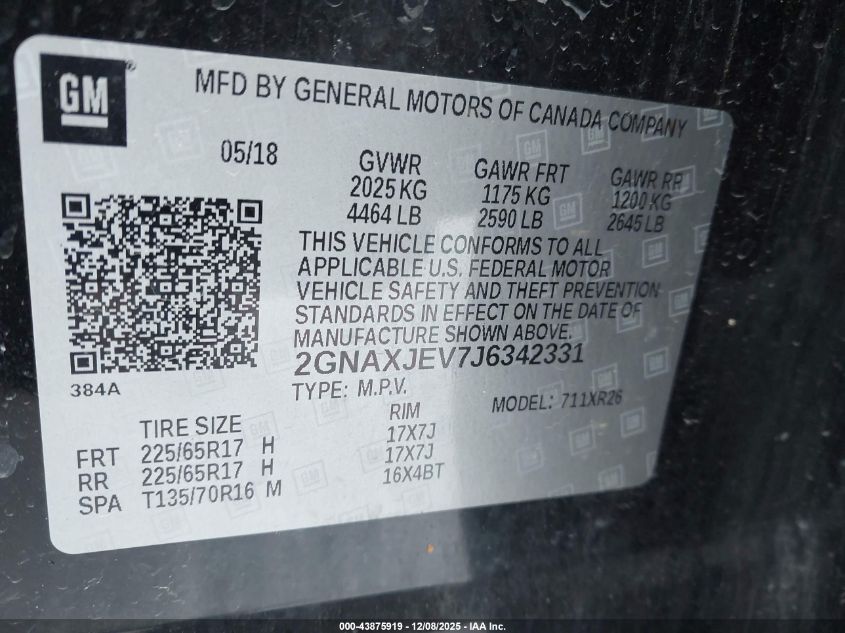 GM
MFD BY GENERAL MOTORS OF CANADA COMPANY
05/18
GVWR GAWR FRT GAWR RR
2025 KG 1175 KG 1200 KG
4464 LB 2590 LB 2645 LB
THIS VEHICLE CONFORMS TO ALL
APPLICABLE U.S. FEDERAL MOTOR
VEHICLE SAFETY AND THEFT PREVENTION
STANDARDS IN EFFECT ON THE DATE OF
MANUFACTURE SHOWN ABOVE.
2GNAXJEV7J6342331
384A
TYPE: M.P.V. MODEL: 711XR26
TIRE SIZE RIM
FRT 225/65R17 H 17X7J
RR 225/65R17 H 17X7J
SPA T135/70R16 M 16X4BT
000-43875919 - 12/08/2025 - IAA Inc.